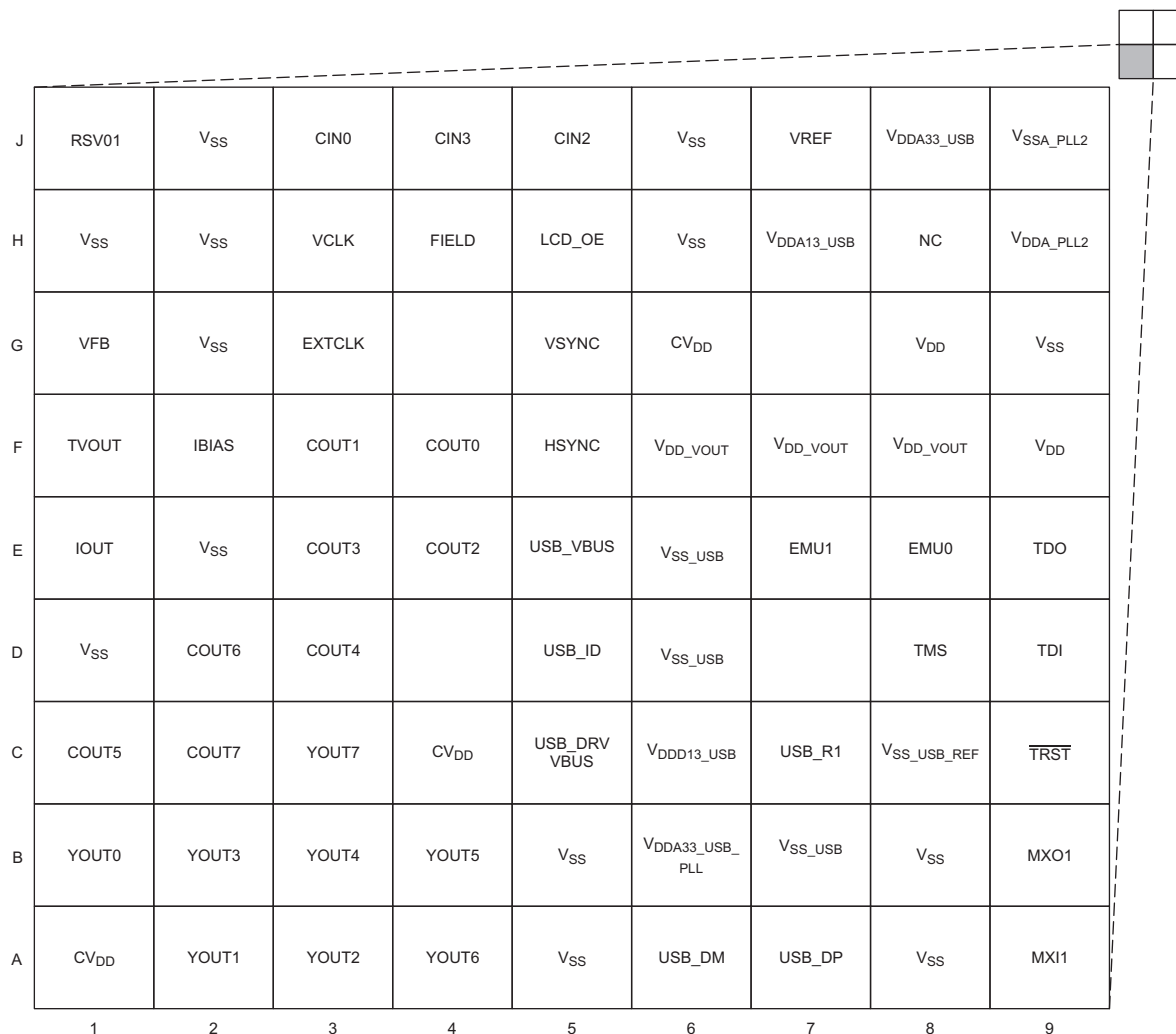 J RSV01 VSS CIN0 CIN3 CIN2 VSS VREF VDDA33_USB VSSA_PLL2
H VSS VSS VCLK FIELD LCD_OE VSS VDDA13_USB NC VDDA_PLL2
G VFB VSS EXTCLK VSYNC CVDD VDD VSS
F TVOUT IBIAS COUT1 COUT0 HSYNC VDD_VOUT VDD_VOUT VDD_VOUT VDD
E IOUT VSS COUT3 COUT2 USB_VBUS VSS_USB EMU1 EMU0 TDO
D VSS COUT6 COUT4 USB_ID VSS_USB TMS TDI
C COUT5 COUT7 YOUT7 CVDD USB_DRV VBUS VDDD13_USB USB_R1 VSS_USB_REF TRST
B YOUT0 YOUT3 YOUT4 YOUT5 VSS VDDA33_USB_ PLL VSS_USB VSS MXO1
A CVDD YOUT1 YOUT2 YOUT6 VSS USB_DM USB_DP VSS MXI1
1 2 3 4 5 6 7 8 9